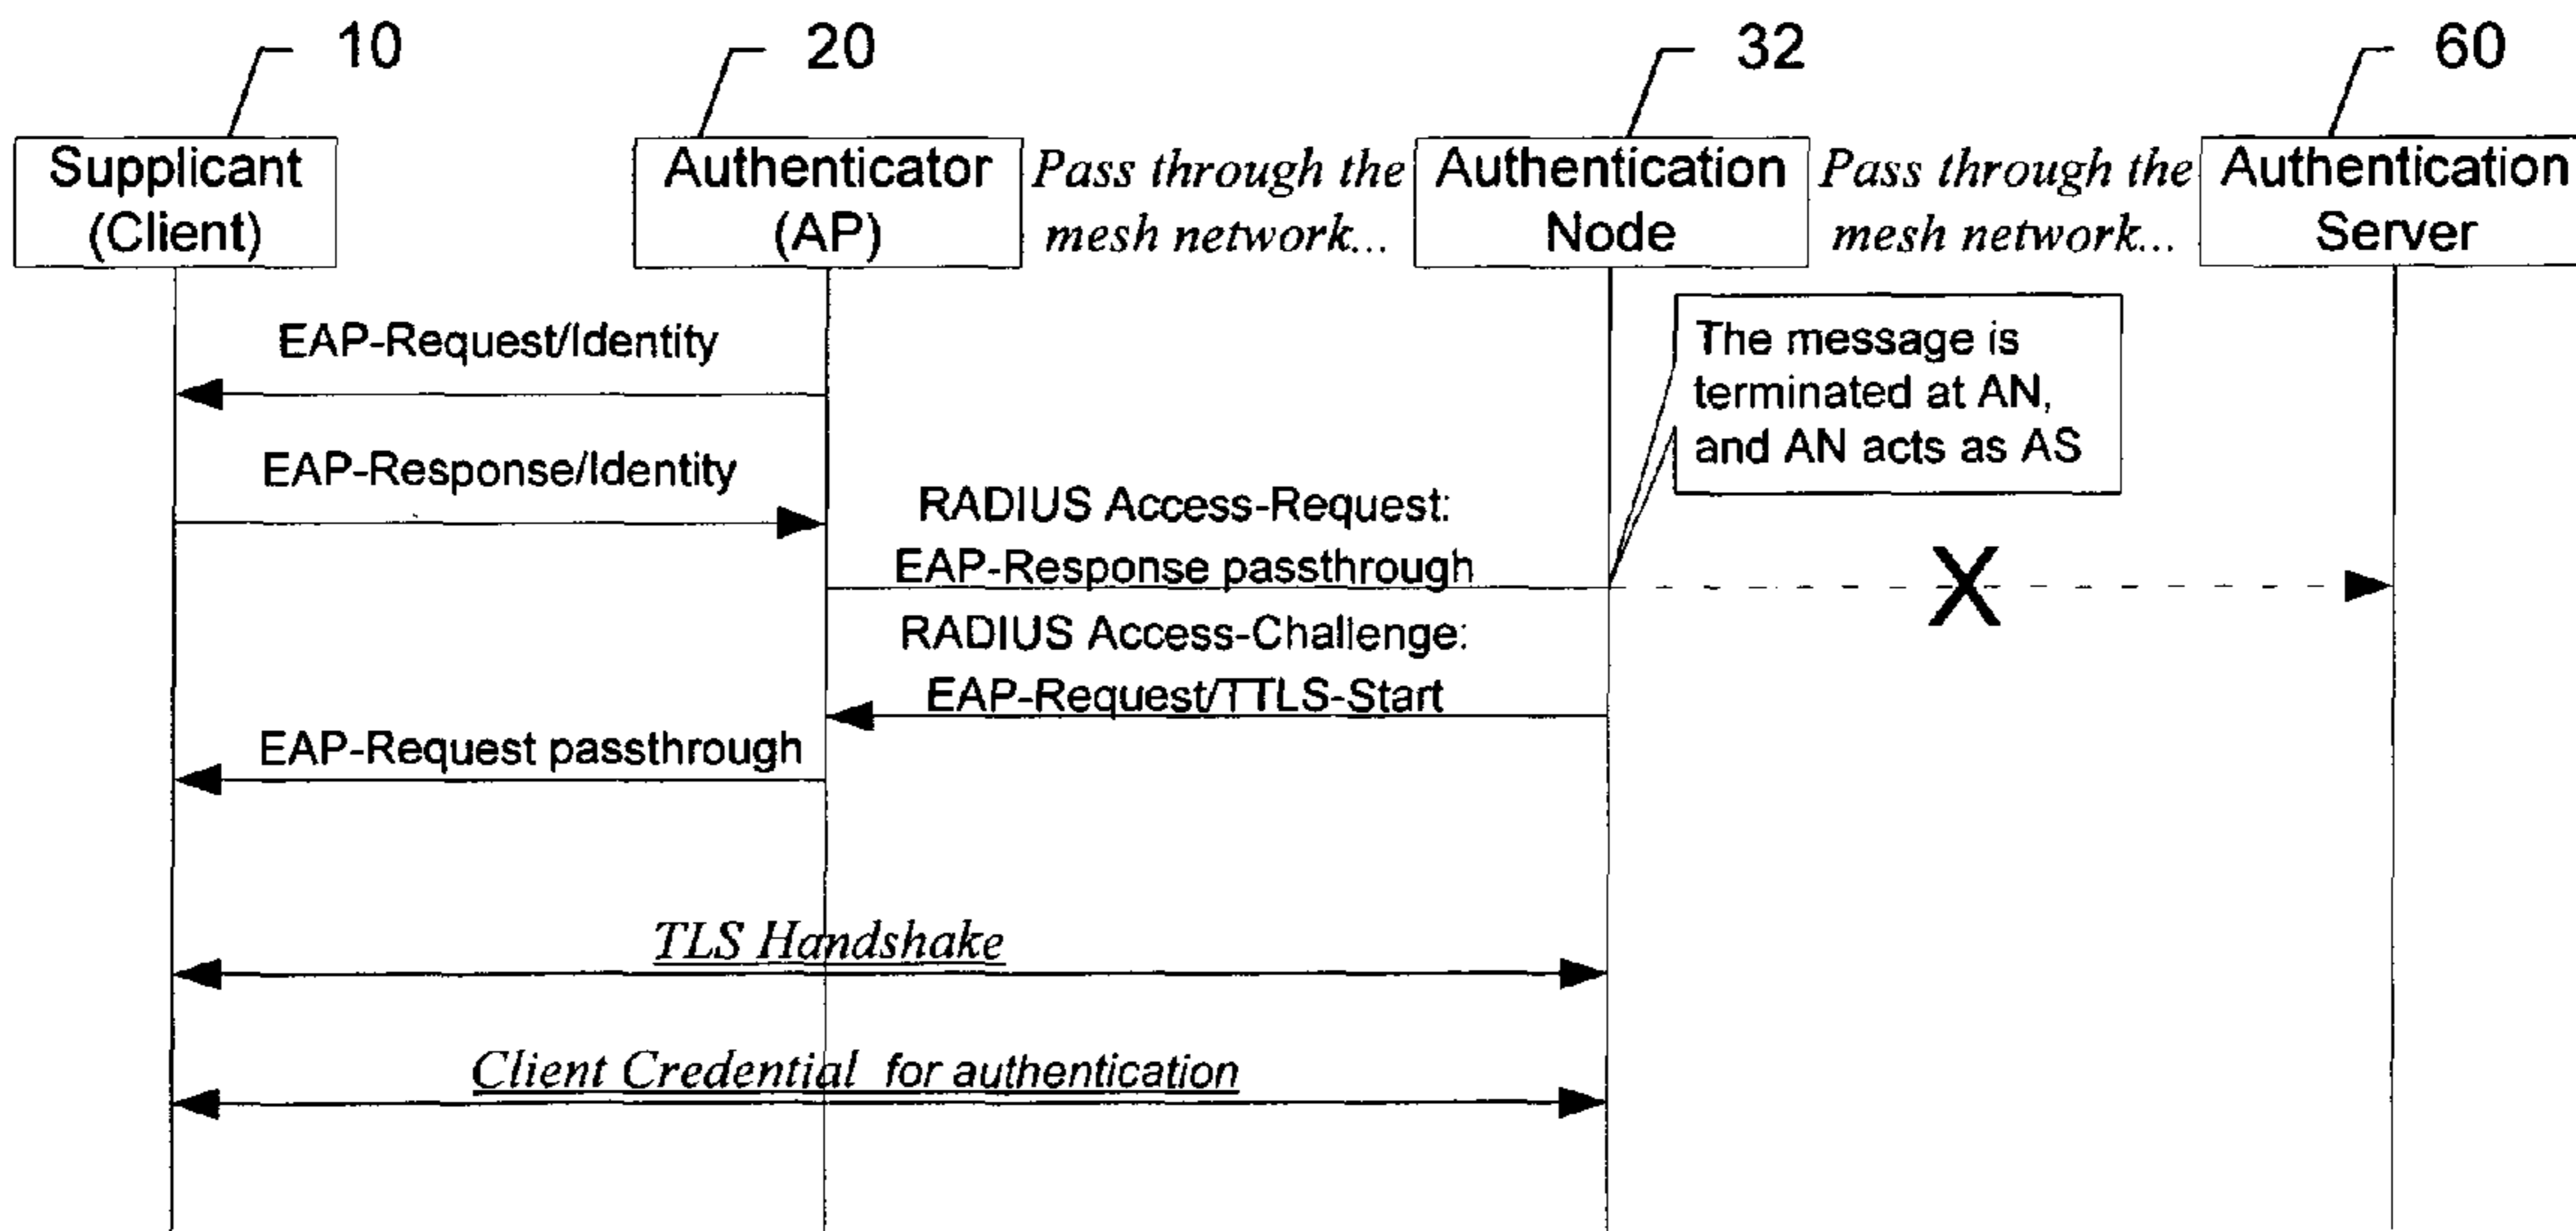 10
20
32
60
Supplicant
(Client)
Authenticator
(AP)
Pass through the
mesh network...
Authentication
Node
Pass through the
mesh network...
Authentication
Server
EAP-Request/Identity
The message is
terminated at AN,
and AN acts as AS
EAP-Response/Identity
RADIUS Access-Request:
EAP-Response passthrough
X
RADIUS Access-Challenge:
EAP-Request/TTLS-Start
EAP-Request passthrough
TLS Handshake
Client Credential for authentication